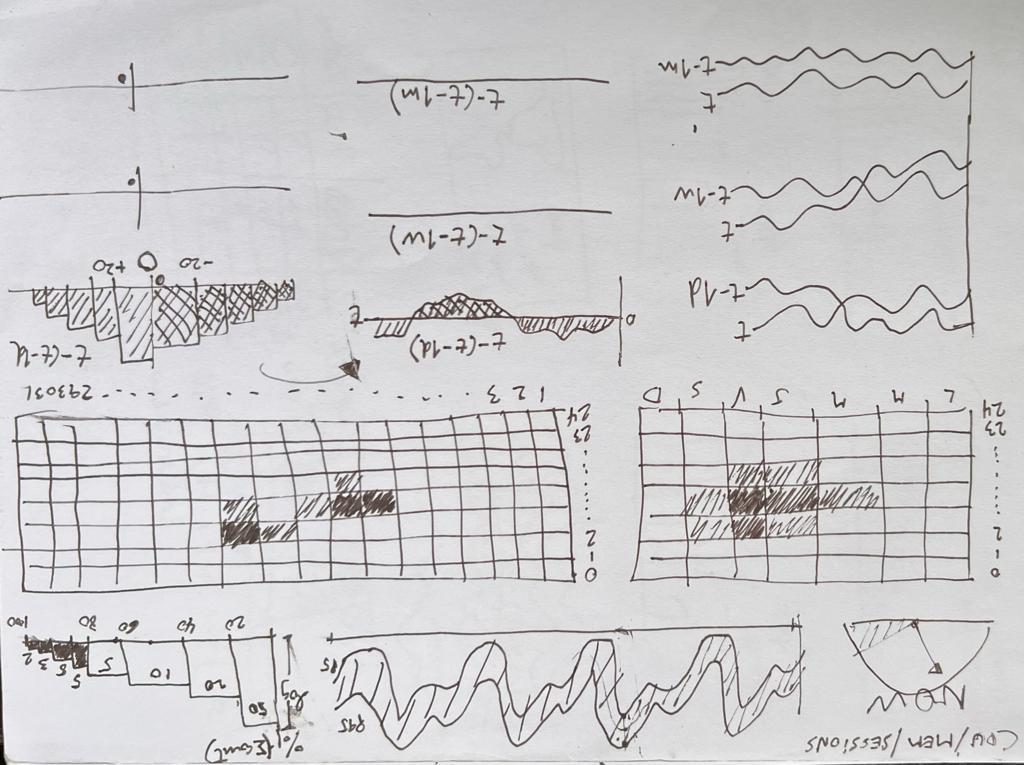 CPU/MEM/SESSIONS
NOW
P95
P5
% (Σcount)
log
50
20
10
5
5
5
3
2
20 40 60 80 100
0
1
2
23
24
L M M J V S D
0
1
2
23
24
1 2 3 29 30 31
t
t-1d
0
t-(t-1d)
t
t-(t-1d
-20 0 +20
t
t-1w
t-(t-1w)
t
t-1m
t-(t-1m)